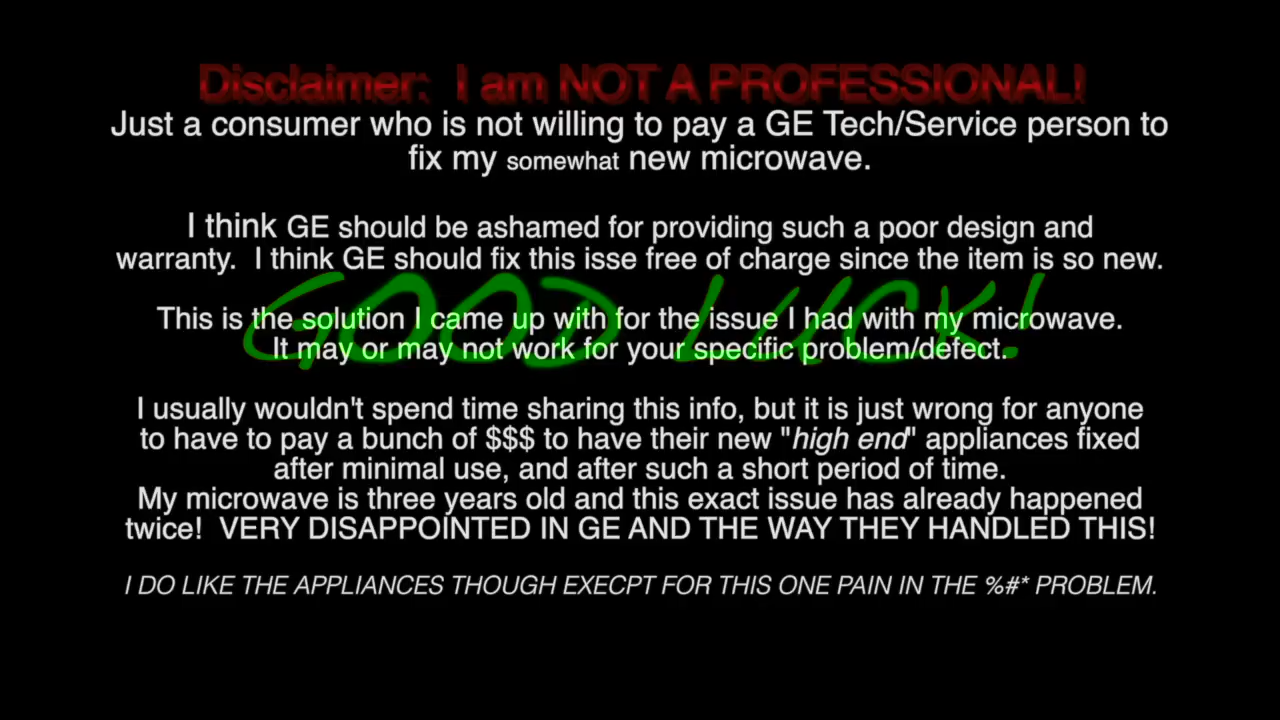 Disclaimer: I am NOT A PROFESSIONAL!
Just a consumer who is not willing to pay a GE Tech/Service person to
fix my somewhat new microwave.
I think GE should be ashamed for providing such a poor design and
warranty. I think GE should fix this isse free of charge since the item is so new.
GOOD LUCK!
This is the solution I came up with for the issue I had with my microwave.
It may or may not work for your specific problem/defect.
I usually wouldn't spend time sharing this info, but it is just wrong for anyone
to have to pay a bunch of $$$ to have their new "high end" appliances fixed
after minimal use, and after such a short period of time.
My microwave is three years old and this exact issue has already happened
twice! VERY DISAPPOINTED IN GE AND THE WAY THEY HANDLED THIS!
I DO LIKE THE APPLIANCES THOUGH EXECPT FOR THIS ONE PAIN IN THE %#* PROBLEM.